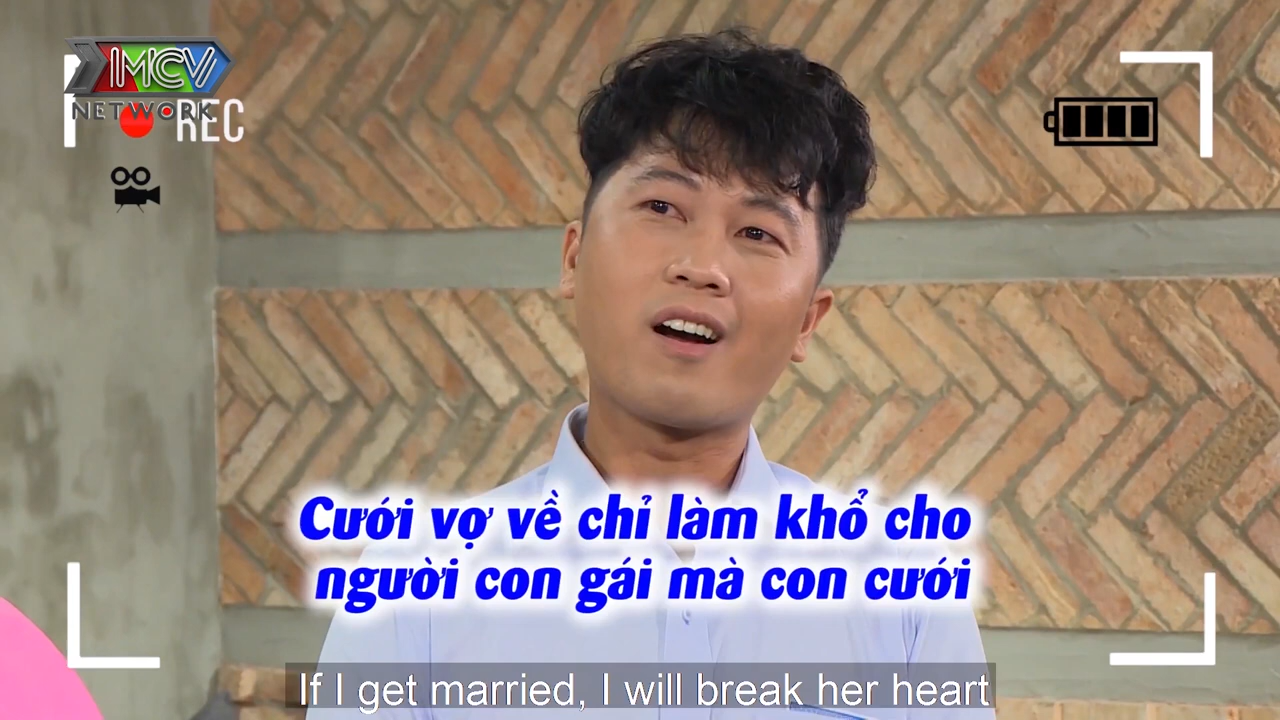 MCV
NETWORK
REC
Cưới vợ về chỉ làm khổ cho
người con gái mà con cưới
If I get married, I will break her heart